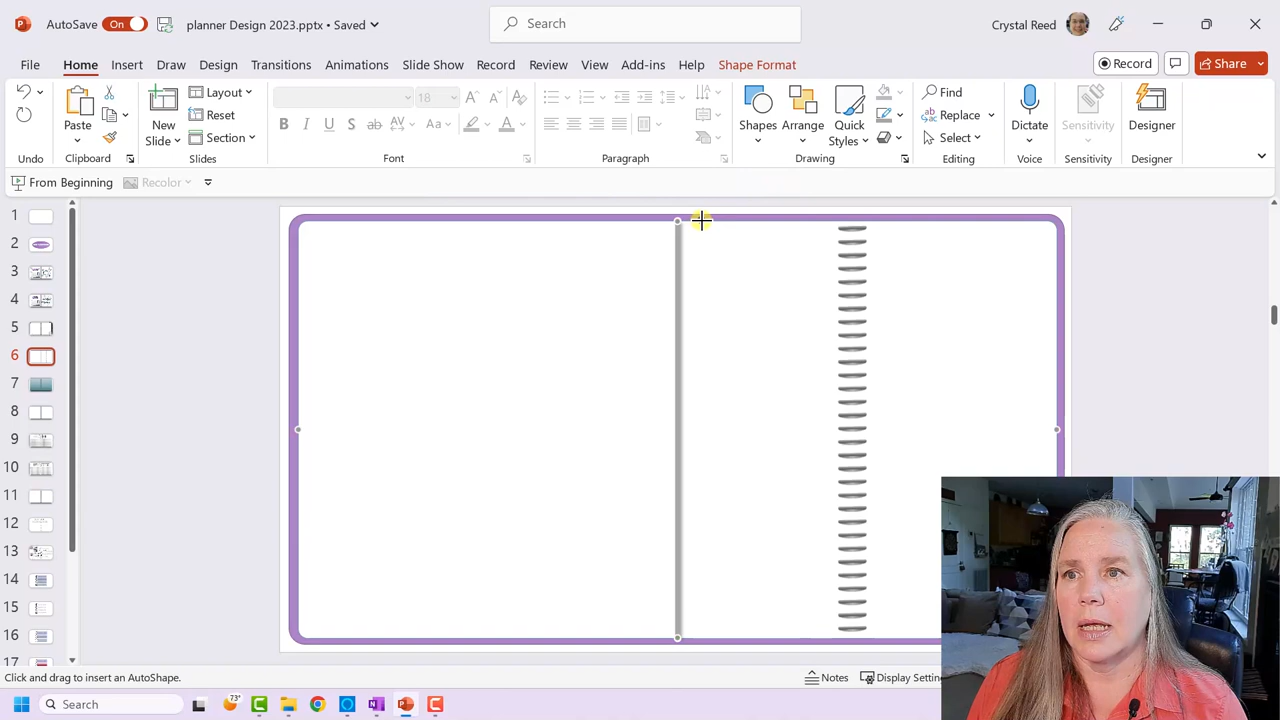 AutoSave On planner Design 2023.pptx • Saved Search Crystal Reed
File Home Insert Draw Design Slide Show Transitions Animations Record Review View Add-ins Help Shape Format Record Share
Undo
Paste
Clipboard
New Slide
Layout
Reset
Section
Slides
18
Font
Paragraph
Shapes
Arrange
Quick Styles
Drawing
Find
Replace
Select
Editing
Dictate
Voice
Sensitivity
Sensitivity
Designer
Designer
From Beginning Recolor
1
2
3
4
5
6
7
8
9
10
11
12
13
14
15
16
17
Click and drag to insert an AutoShape. Notes Display Settin
Search 73°